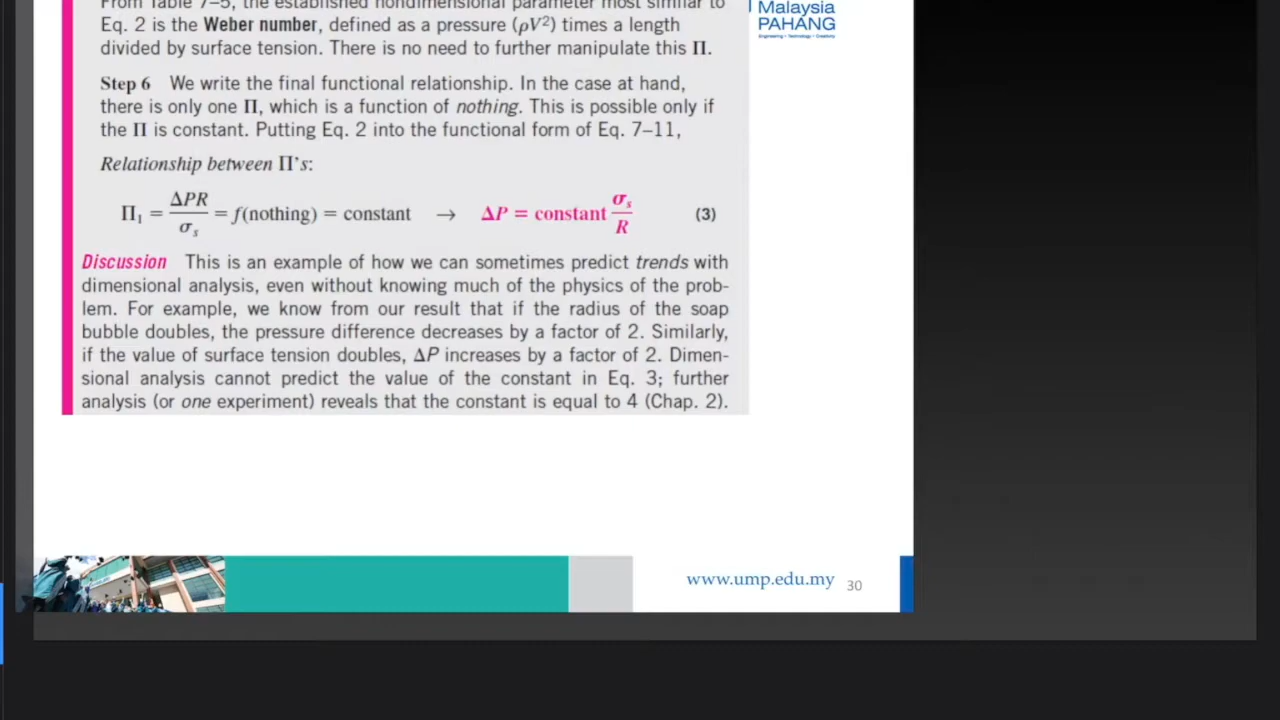 From Table 7–5, the established nondimensional parameter most similar to
Eq. 2 is the Weber number, defined as a pressure (ρV²) times a length
divided by surface tension. There is no need to further manipulate this Π.
Malaysia
PAHANG
Engineering • Technology • Creativity
Step 6 We write the final functional relationship. In the case at hand,
there is only one Π, which is a function of nothing. This is possible only if
the Π is constant. Putting Eq. 2 into the functional form of Eq. 7–11,
Relationship between Π's:
Π₁ = ΔPR/σₛ = f(nothing) = constant → ΔP = constant σₛ/R (3)
Discussion This is an example of how we can sometimes predict trends with
dimensional analysis, even without knowing much of the physics of the prob-
lem. For example, we know from our result that if the radius of the soap
bubble doubles, the pressure difference decreases by a factor of 2. Similarly,
if the value of surface tension doubles, ΔP increases by a factor of 2. Dimen-
sional analysis cannot predict the value of the constant in Eq. 3; further
analysis (or one experiment) reveals that the constant is equal to 4 (Chap. 2).
www.ump.edu.my 30